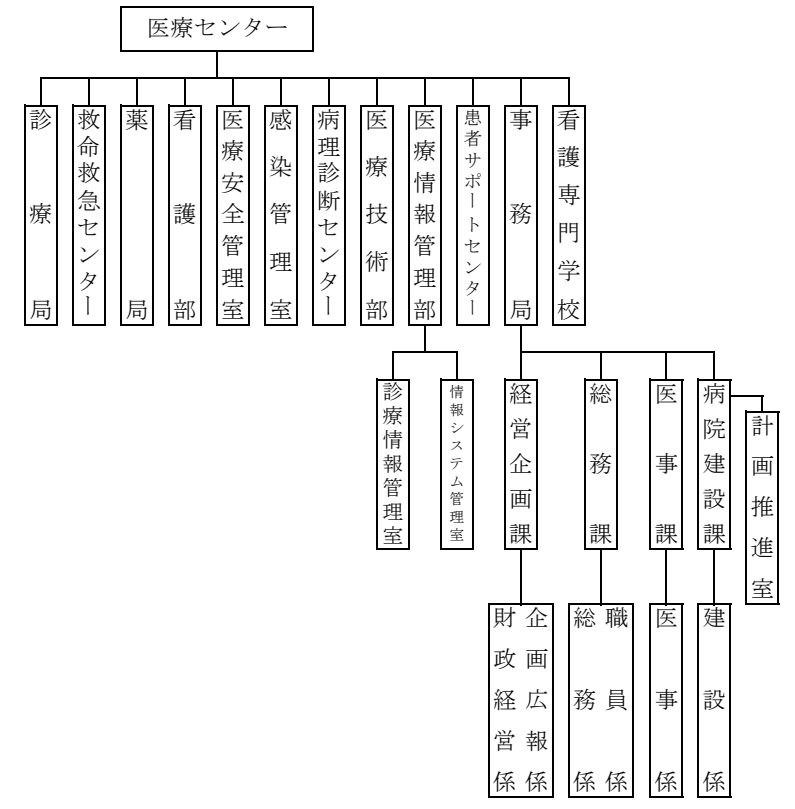 医療センター
診療局
救命救急センター
薬局
看護部
医療安全管理室
感染管理室
病理診断センター
医療技術部
医療情報管理部
患者サポートセンター
事務局
看護専門学校
診療情報管理室
情報システム管理室
経営企画課
総務課
医事課
病院建設課
計画推進室
財政経営係
企画広報係
総務係
職員係
医事係
建設係